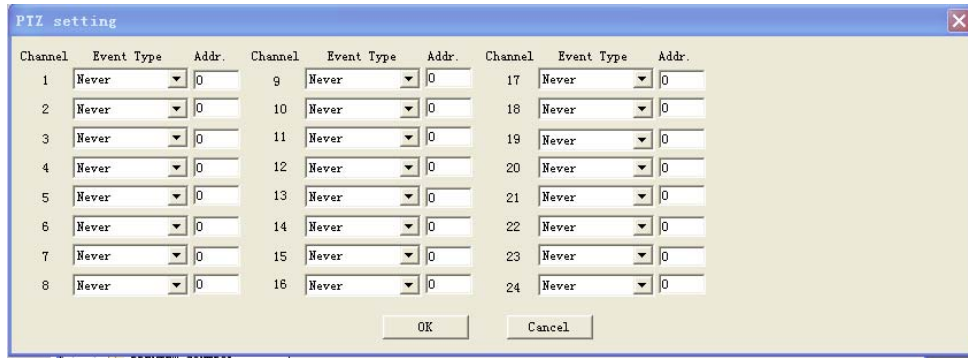 PTZ setting
Channel Event Type Addr. Channel Event Type Addr. Channel Event Type Addr.
1 Never 0 9 Never 0 17 Never 0
2 Never 0 10 Never 0 18 Never 0
3 Never 0 11 Never 0 19 Never 0
4 Never 0 12 Never 0 20 Never 0
5 Never 0 13 Never 0 21 Never 0
6 Never 0 14 Never 0 22 Never 0
7 Never 0 15 Never 0 23 Never 0
8 Never 0 16 Never 0 24 Never 0
OK Cancel